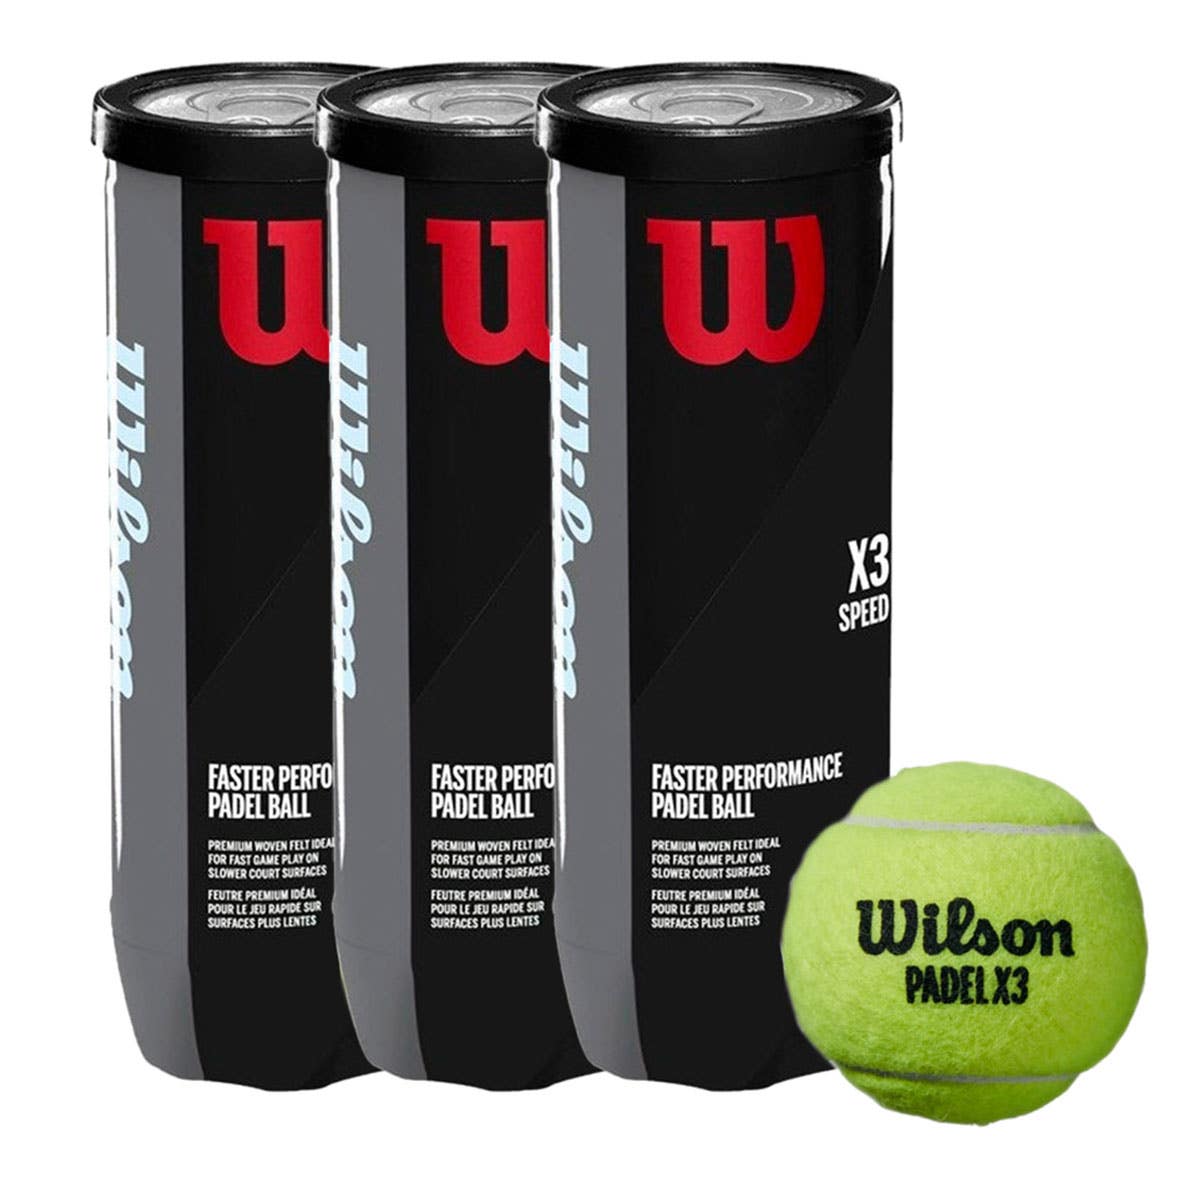 W
Wilson
FASTER PERFO
PADEL BALL
PREMIUM WOVEN FELT IDEAL
FOR FAST GAME PLAY ON
SLOWER COURT SURFACES
FEUTRE PREMIUM IDÉAL
POUR LE JEU RAPIDE SUR
SURFACES PLUS LENTES
W
Wilson
FASTER PERFO
PADEL BALL
PREMIUM WOVEN FELT IDEA
FOR FAST GAME PLAY ON
SLOWER COURT SURFACES
FEUTRE PREMIUM IDÉAL
POUR LE JEU RAPIDE SUR
SURFACES PLUS LENTES
W
Wilson
X3
SPEED
FASTER PERFORMANCE
PADEL BALL
PREMIUM WOVEN FELT IDEAL
FOR FAST GAME PLAY ON
SLOWER COURT SURFACES
FEUTRE PREMIUM IDÉAL
POUR LE JEU RAPIDE SUR
SURFACES PLUS LENTES
Wilson
PADEL X3